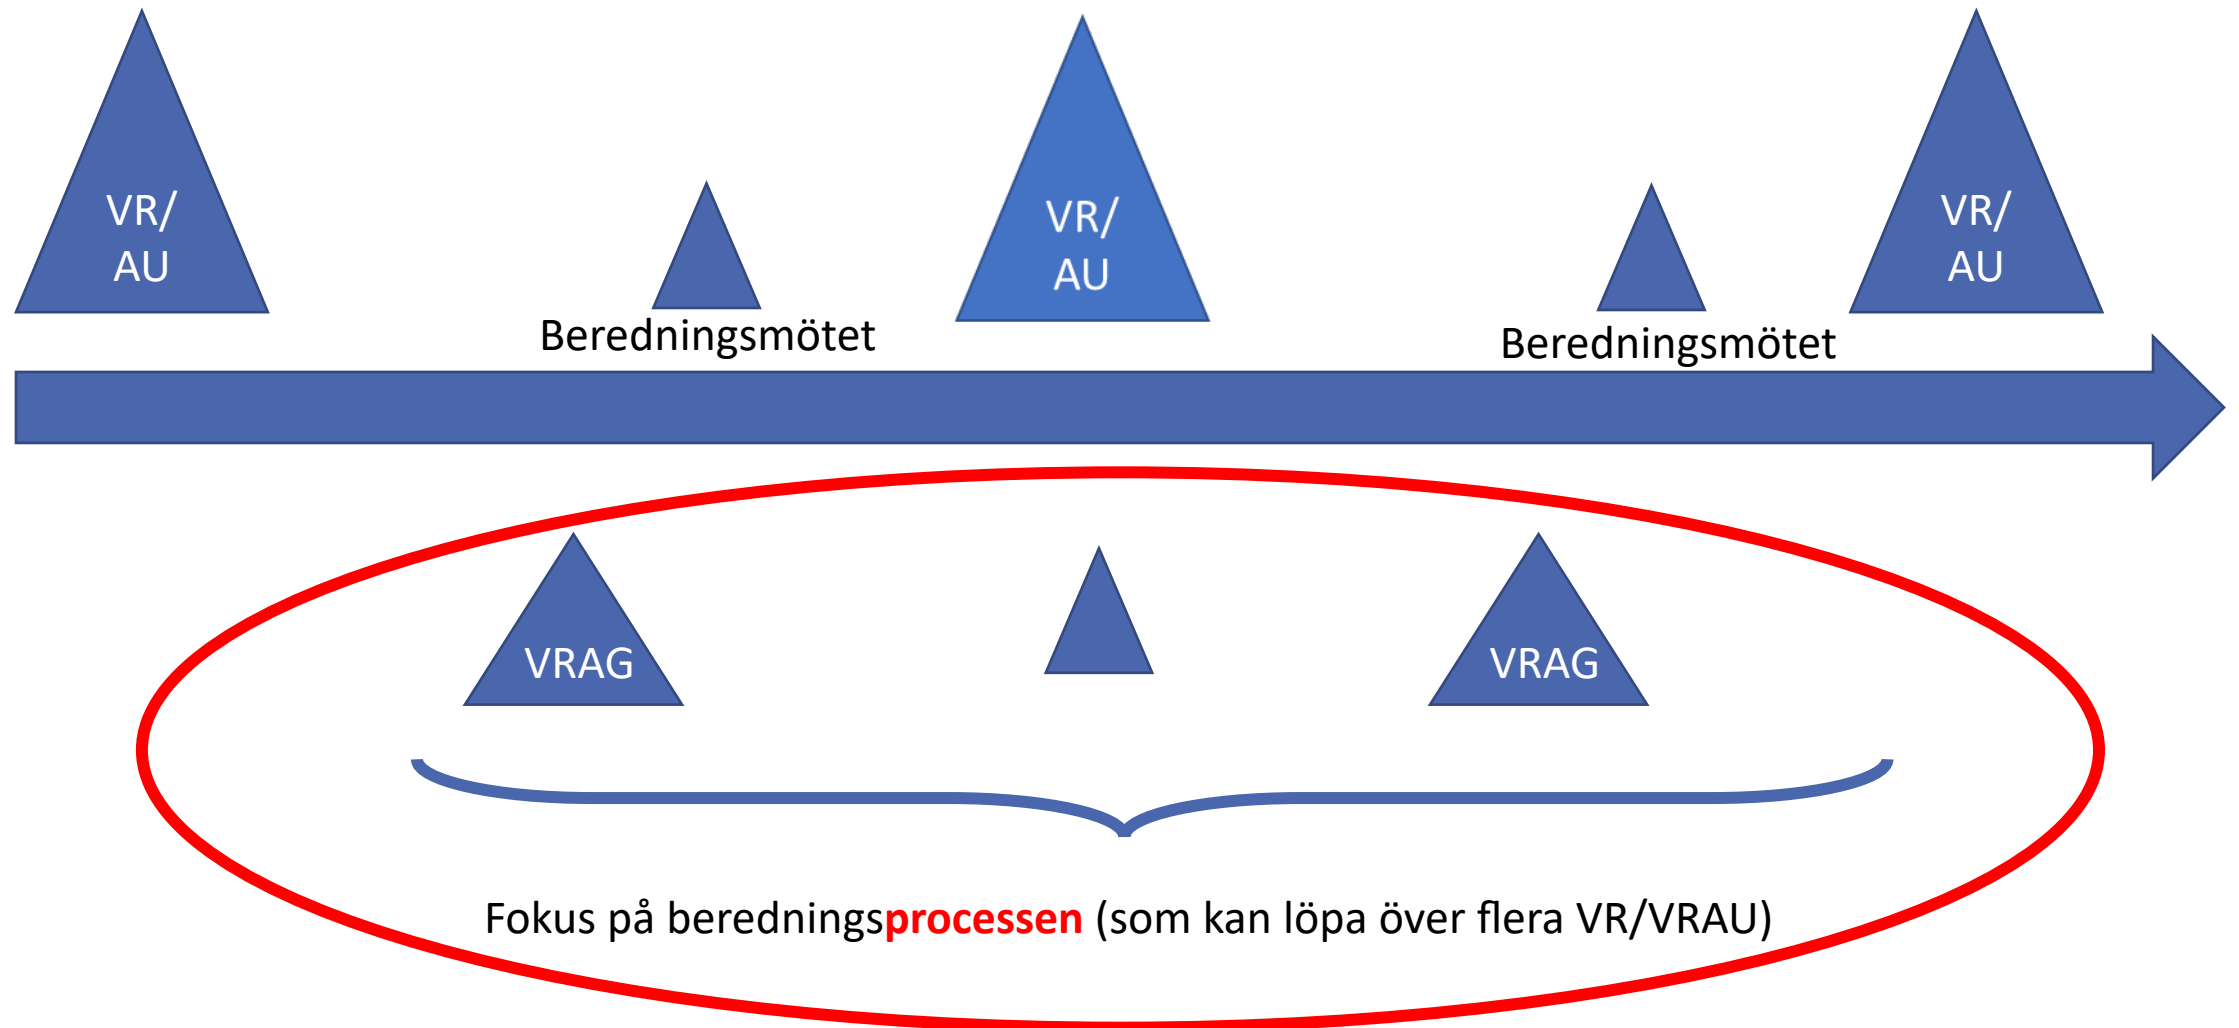 VR/
AU
VR/
AU
VR/
AU
Beredningsmötet
Beredningsmötet
VRAG
VRAG
Fokus på beredningsprocessen (som kan löpa över flera VR/VRAU)